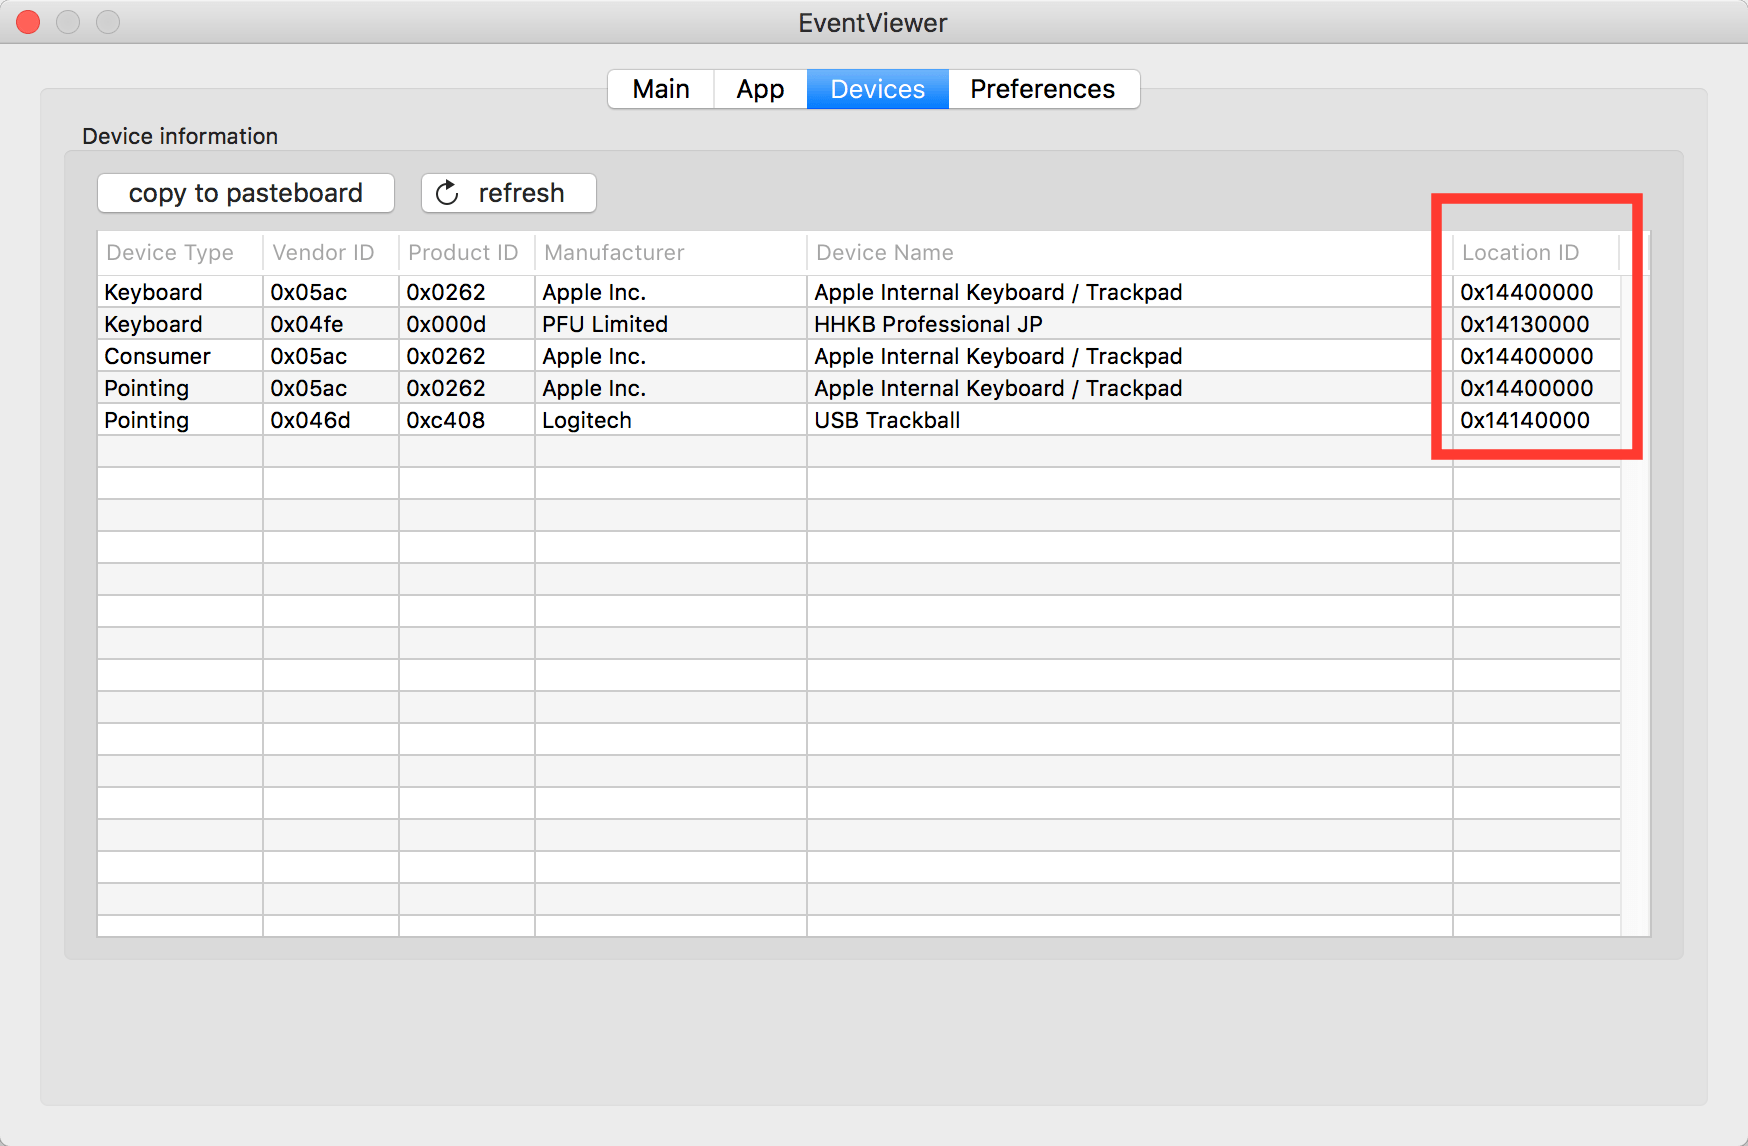 EventViewer
Main App Devices Preferences
Device information
copy to pasteboard refresh
Device Type Vendor ID Product ID Manufacturer Device Name Location ID
Keyboard 0x05ac 0x0262 Apple Inc. Apple Internal Keyboard / Trackpad 0x14400000
Keyboard 0x04fe 0x000d PFU Limited HHKB Professional JP 0x14130000
Consumer 0x05ac 0x0262 Apple Inc. Apple Internal Keyboard / Trackpad 0x14400000
Pointing 0x05ac 0x0262 Apple Inc. Apple Internal Keyboard / Trackpad 0x14400000
Pointing 0x046d 0xc408 Logitech USB Trackball 0x14140000